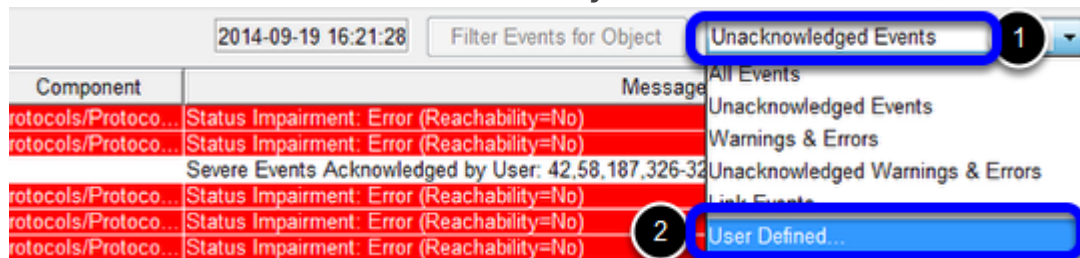 2014-09-19 16:21:28 Filter Events for Object Unacknowledged Events 1
Component Message All Events
Unacknowledged Events
rotocols/Protoco... Status Impairment: Error (Reachability=No)
rotocols/Protoco... Status Impairment: Error (Reachability=No) Warnings & Errors
Severe Events Acknowledged by User: 42,58,187,326-32 Unacknowledged Warnings & Errors
rotocols/Protoco... Status Impairment: Error (Reachability=No) Link Events
rotocols/Protoco... Status Impairment: Error (Reachability=No) 2 User Defined...
rotocols/Protoco... Status Impairment: Error (Reachability=No)